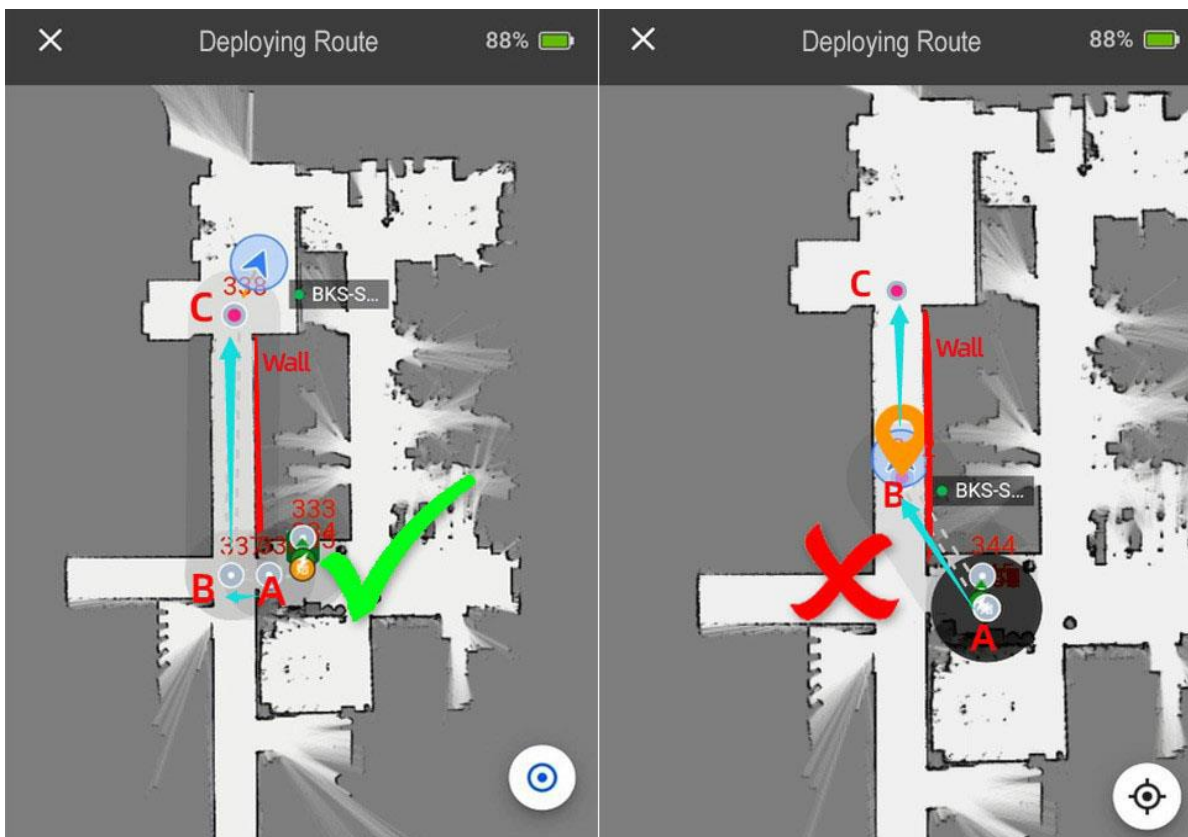 Deploying Route
88%
338
C
BKS-S...
Wall
333
B
A
Deploying Route
88%
C
Wall
B
BKS-S...
344
A